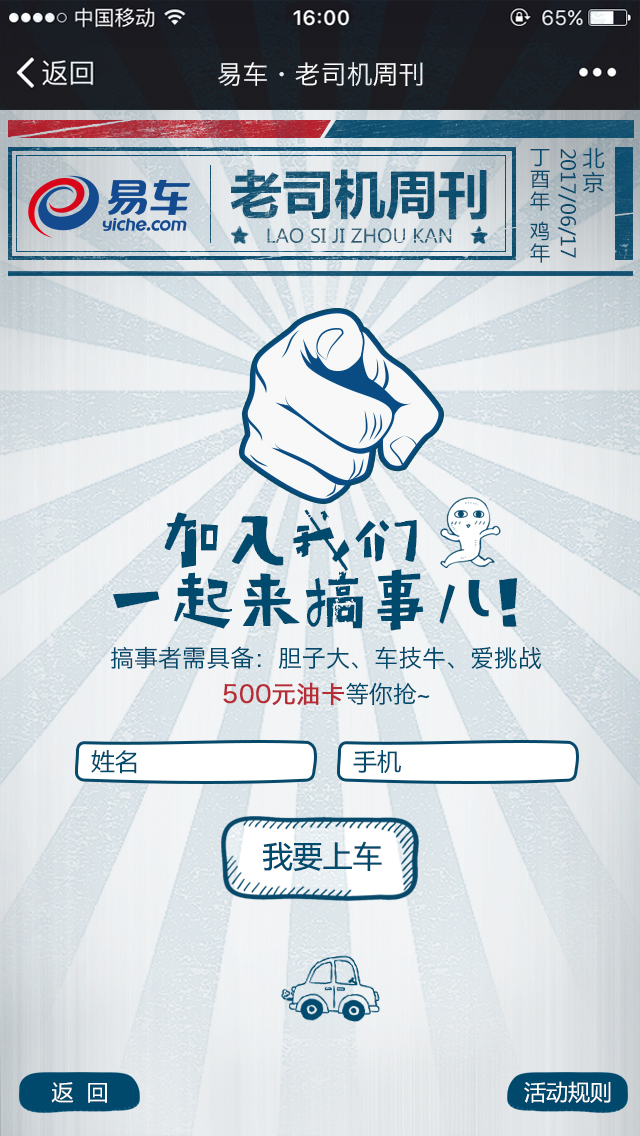 中国移动
16:00
65%
返回
易车·老司机周刊
易车
yiche.com
老司机周刊
LAO SI JI ZHOU KAN
北京
2017/06/17
丁酉年 鸡年
加入我们
一起来搞事儿!
搞事者需具备：胆子大、车技牛、爱挑战
500元油卡等你抢~
姓名
手机
我要上车
返 回
活动规则